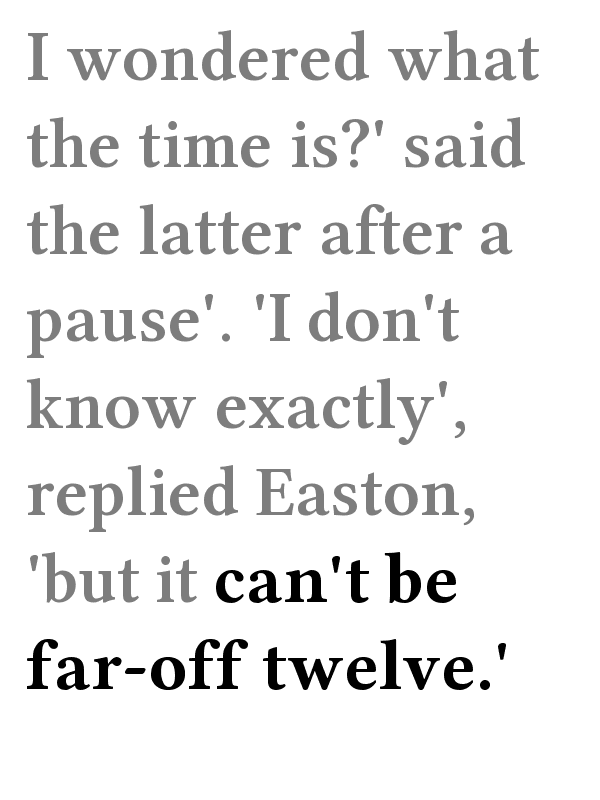 I wondered what
the time is?' said
the latter after a
pause'. 'I don't
know exactly',
replied Easton,
'but it can't be
far-off twelve.'